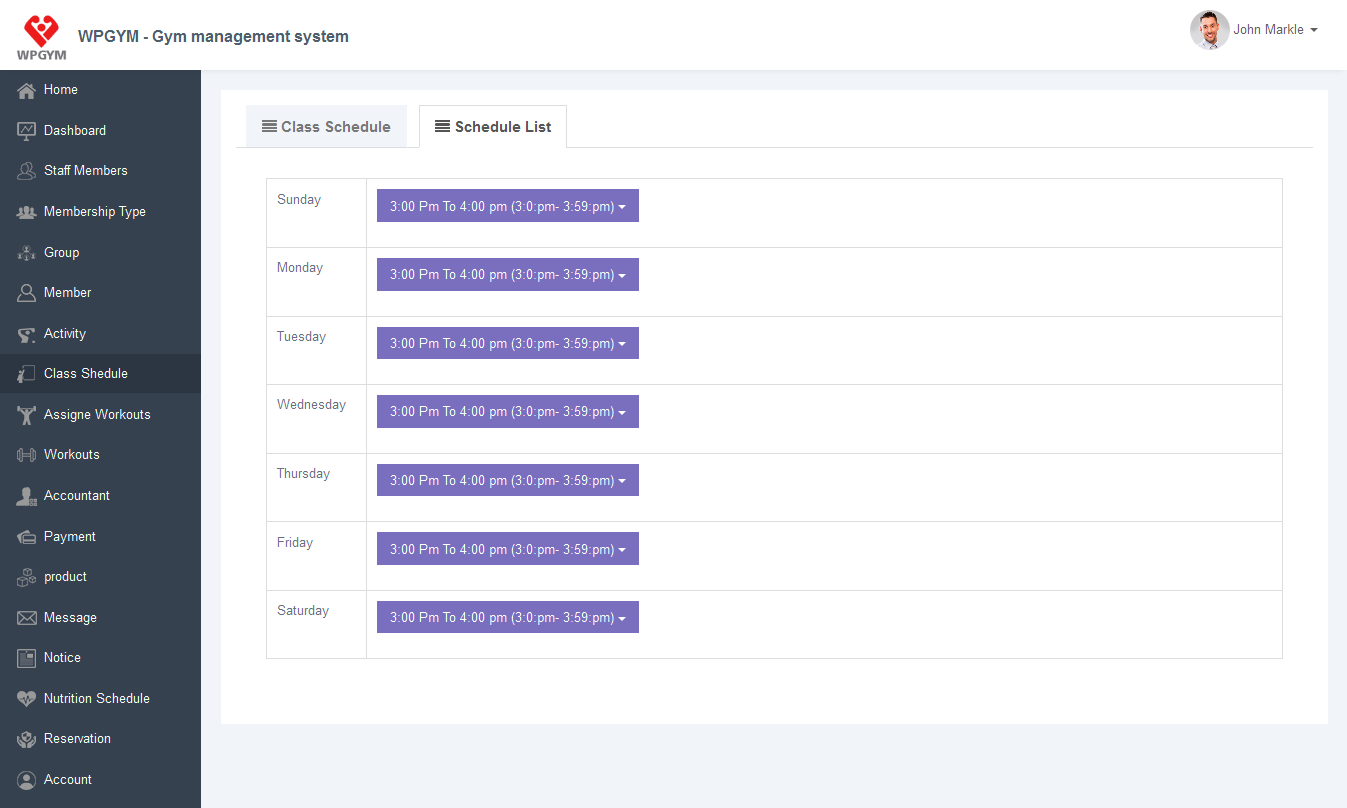 WPGYM
WPGYM - Gym management system
John Markle
Home
Dashboard
Staff Members
Membership Type
Group
Member
Activity
Class Shedule
Assigne Workouts
Workouts
Accountant
Payment
product
Message
Notice
Nutrition Schedule
Reservation
Account
Class Schedule
Schedule List
Sunday
3:00 Pm To 4:00 pm (3:0:pm- 3:59:pm)
Monday
3:00 Pm To 4:00 pm (3:0:pm- 3:59:pm)
Tuesday
3:00 Pm To 4:00 pm (3:0:pm- 3:59:pm)
Wednesday
3:00 Pm To 4:00 pm (3:0:pm- 3:59:pm)
Thursday
3:00 Pm To 4:00 pm (3:0:pm- 3:59:pm)
Friday
3:00 Pm To 4:00 pm (3:0:pm- 3:59:pm)
Saturday
3:00 Pm To 4:00 pm (3:0:pm- 3:59:pm)